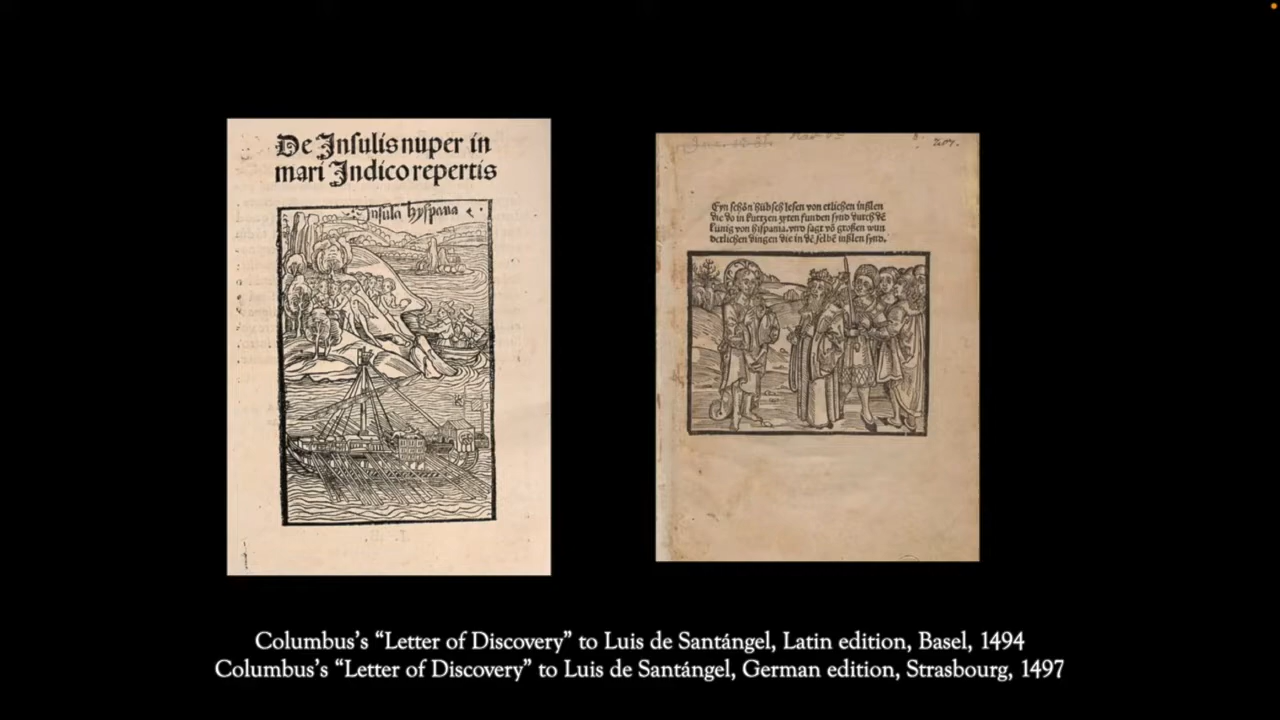 De Inſulis nuper in
mari Indico repertis
Inſula hyſpana
Eyn ſchön hübſch leſen von etlichen inßlen
die do in kurtzen zyten funden ſynd durch dē
künig von hiſpania. vnd ſagt vō großen wun
derlichen dingen die in dē ſelbē inßlen ſynd.
Columbus’s “Letter of Discovery” to Luis de Santángel, Latin edition, Basel, 1494
Columbus’s “Letter of Discovery” to Luis de Santángel, German edition, Strasbourg, 1497